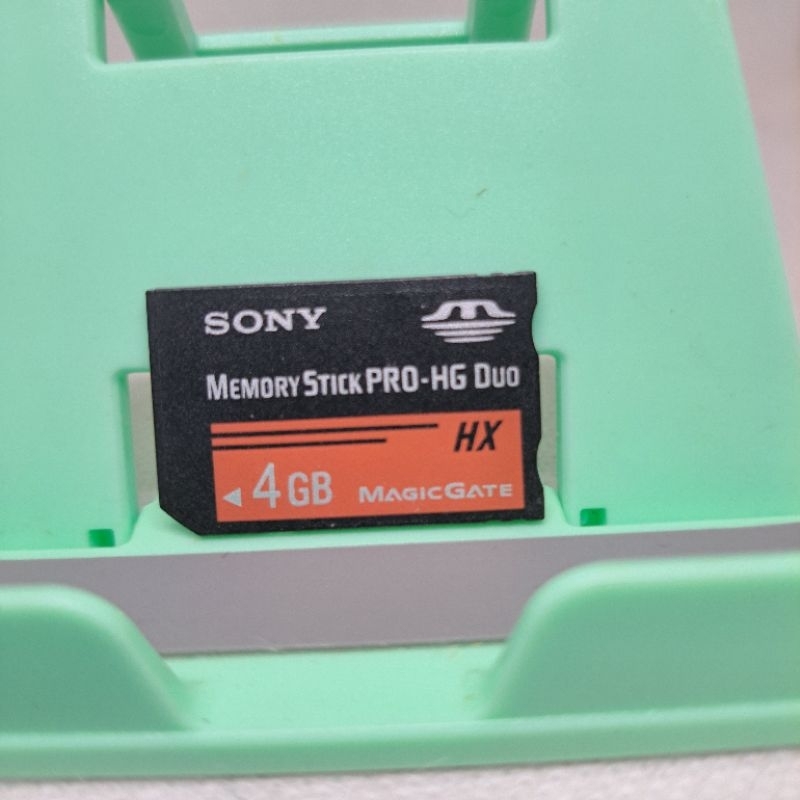 SONY
MEMORY STICK PRO-HG DUO
HX
4GB MAGICGATE